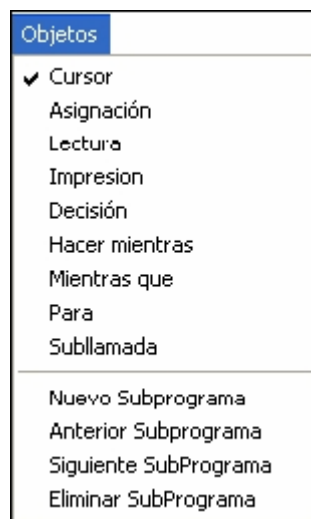 Objetos
Cursor
Asignación
Lectura
Impresion
Decisión
Hacer mientras
Mientras que
Para
Subllamada
Nuevo Subprograma
Anterior Subprograma
Siguiente SubPrograma
Eliminar SubPrograma